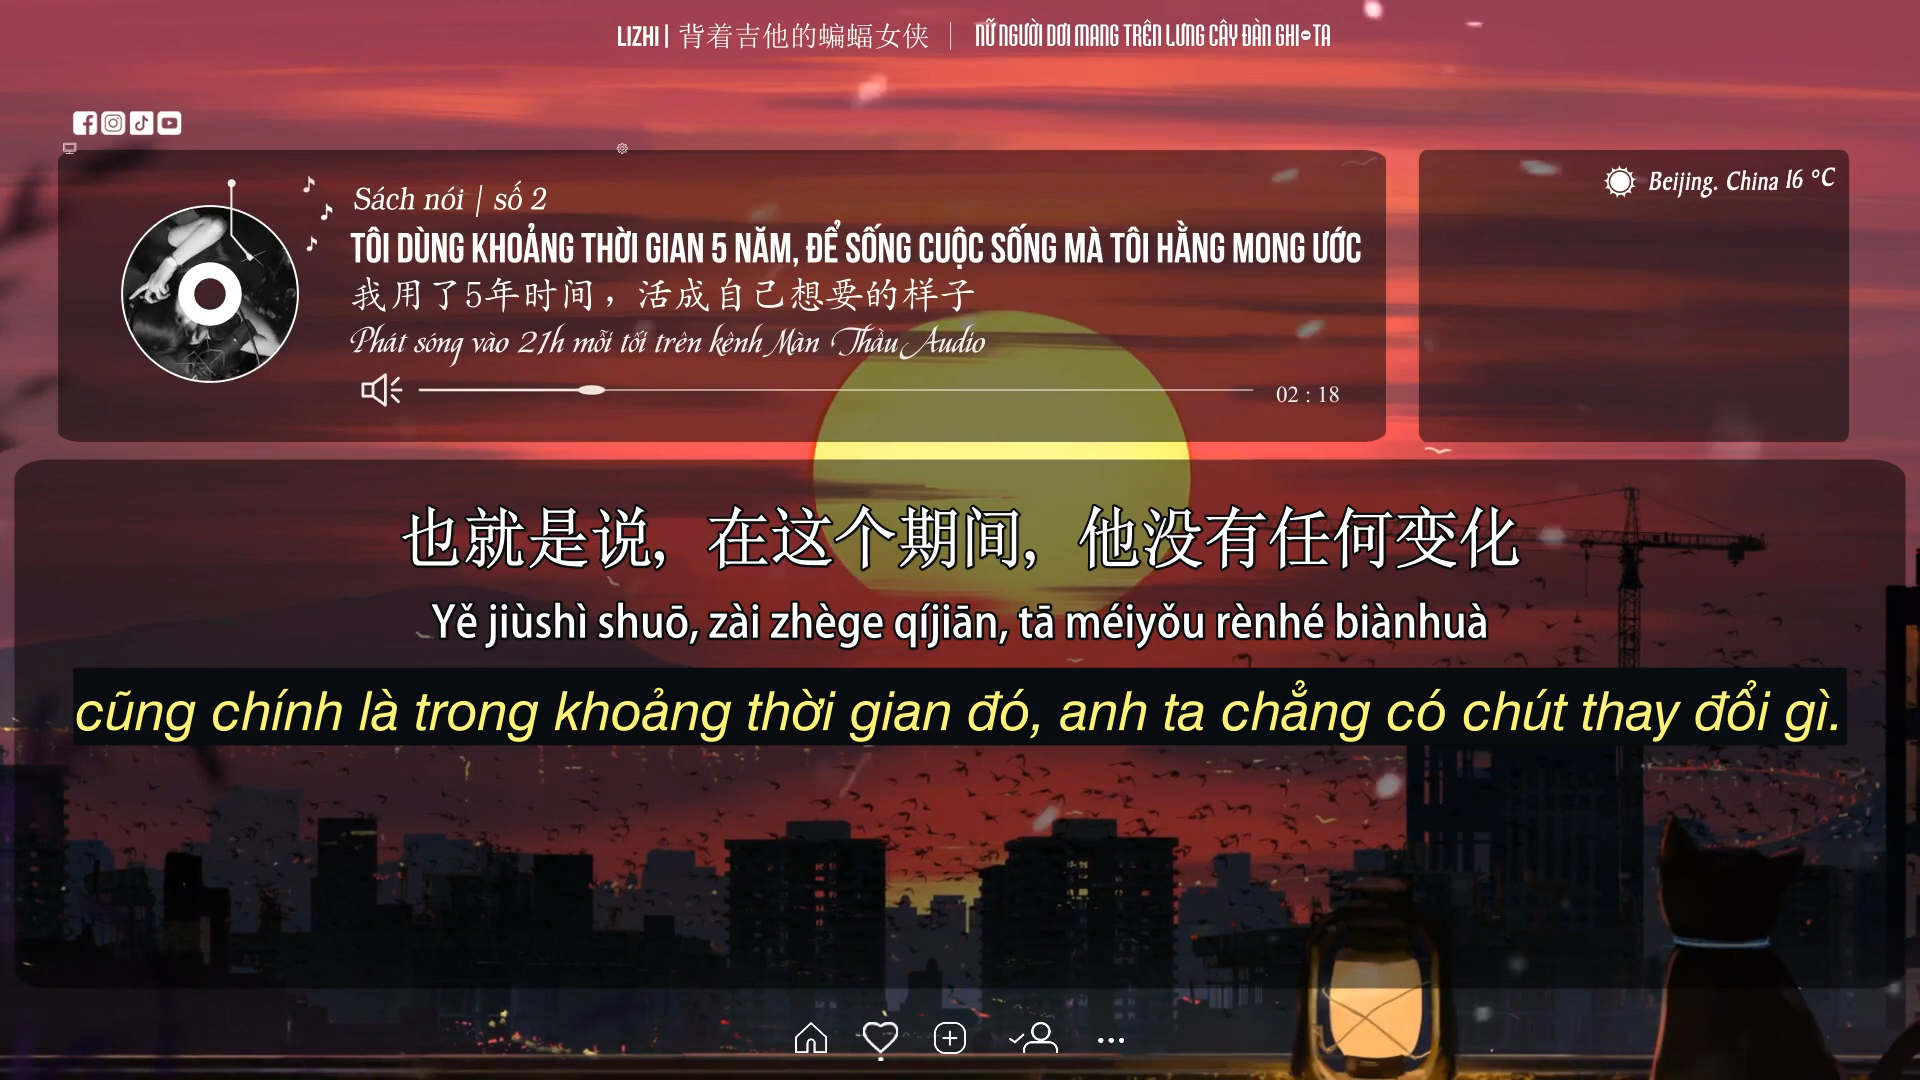 LIZHI | 背着吉他的蝙蝠女侠 | NỮ NGƯỜI DƠI MANG TRÊN LƯNG CÂY ĐÀN GHI-TA
Beijing. China 16 °C
Sách nói | số 2
TÔI DÙNG KHOẢNG THỜI GIAN 5 NĂM, ĐỂ SỐNG CUỘC SỐNG MÀ TÔI HẰNG MONG ƯỚC
我用了5年时间，活成自己想要的样子
Phát sóng vào 21h mỗi tối trên kênh Màn Thầu Audio
02 : 18
也就是说，在这个期间，他没有任何变化
Yě jiùshì shuō, zài zhège qíjiān, tā méiyǒu rènhé biànhuà
cũng chính là trong khoảng thời gian đó, anh ta chẳng có chút thay đổi gì.